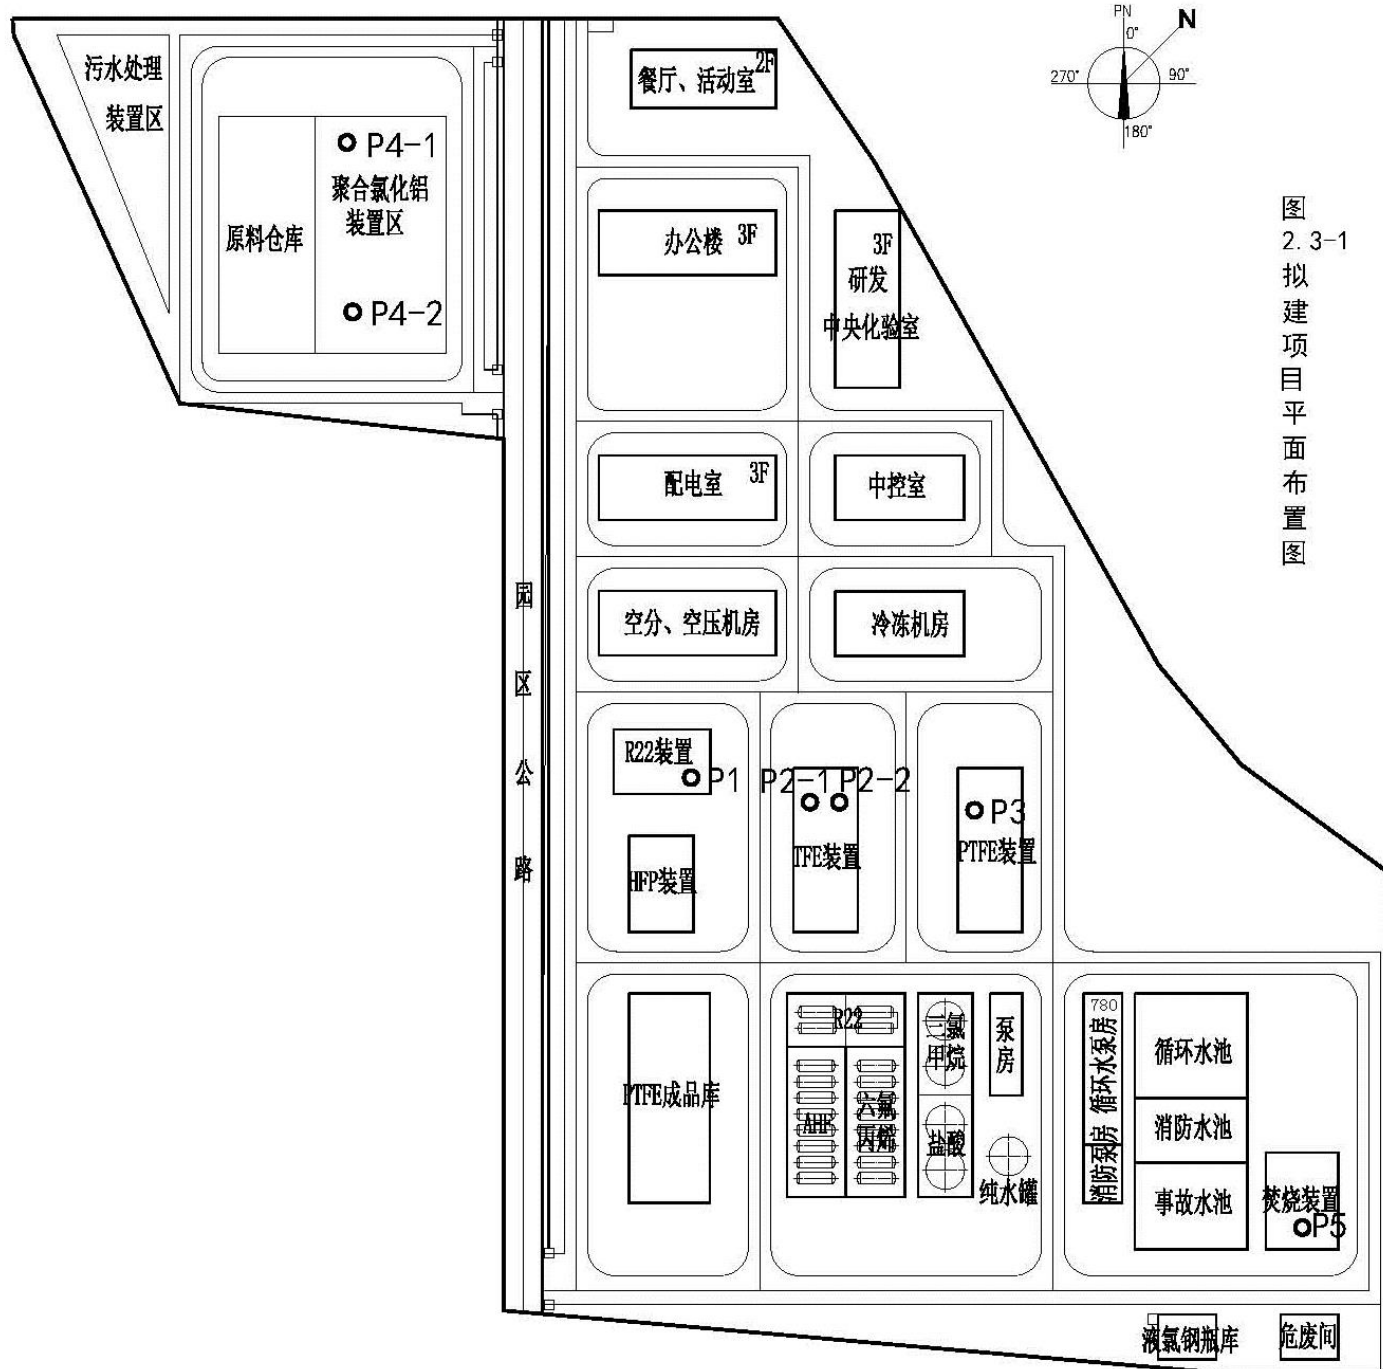 PN
N
0°
270°
90°
180°
图
2.3-1
拟
建
项
目
平
面
布
置
图
污水处理
装置区
P4-1
聚合氯化铝
装置区
原料仓库
P4-2
餐厅、活动室
2F
办公楼
3F
3F
研发
中央化验室
配电室
3F
中控室
空分、空压机房
冷冻机房
园
区
公
路
R22装置
P1
P2-1
P2-2
P3
HFP装置
TFE装置
PTFE装置
PTFE成品库
R22
AHF
六氟
丙烯
三氯
甲烷
盐酸
泵
房
纯水罐
780
循环水泵房
消防泵房
循环水池
消防水池
事故水池
焚烧装置
P5
液氯钢瓶库
危废间